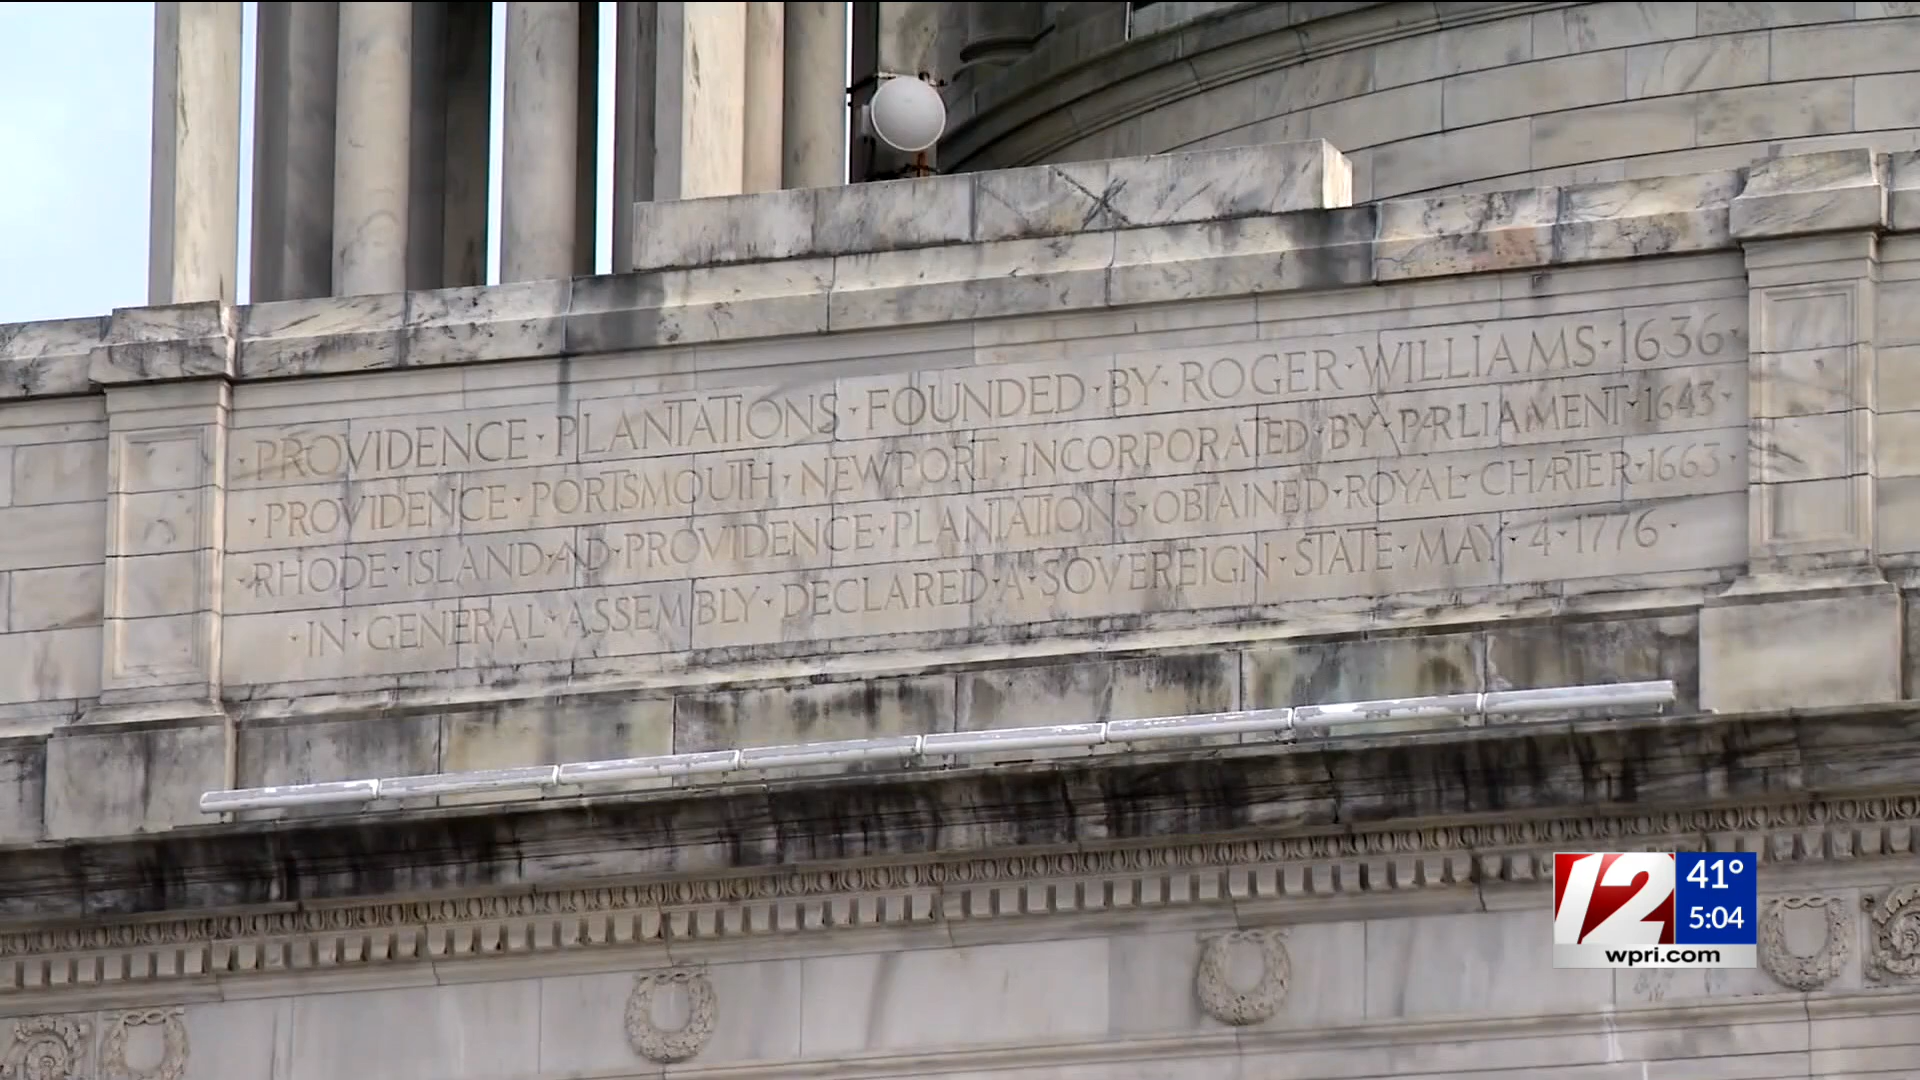 · PROVIDENCE · PLANTATIONS · FOUNDED · BY · ROGER · WILLIAMS · 1636 ·
· PROVIDENCE · PORTSMOUTH · NEWPORT · INCORPORATED · BY · PARLIAMENT · 1643 ·
· RHODE · ISLAND · AND · PROVIDENCE · PLANTATIONS · OBTAINED · ROYAL · CHARTER · 1663 ·
· IN · GENERAL · ASSEMBLY · DECLARED · A · SOVEREIGN · STATE · MAY · 4 · 1776 ·
12
41°
5:04
wpri.com